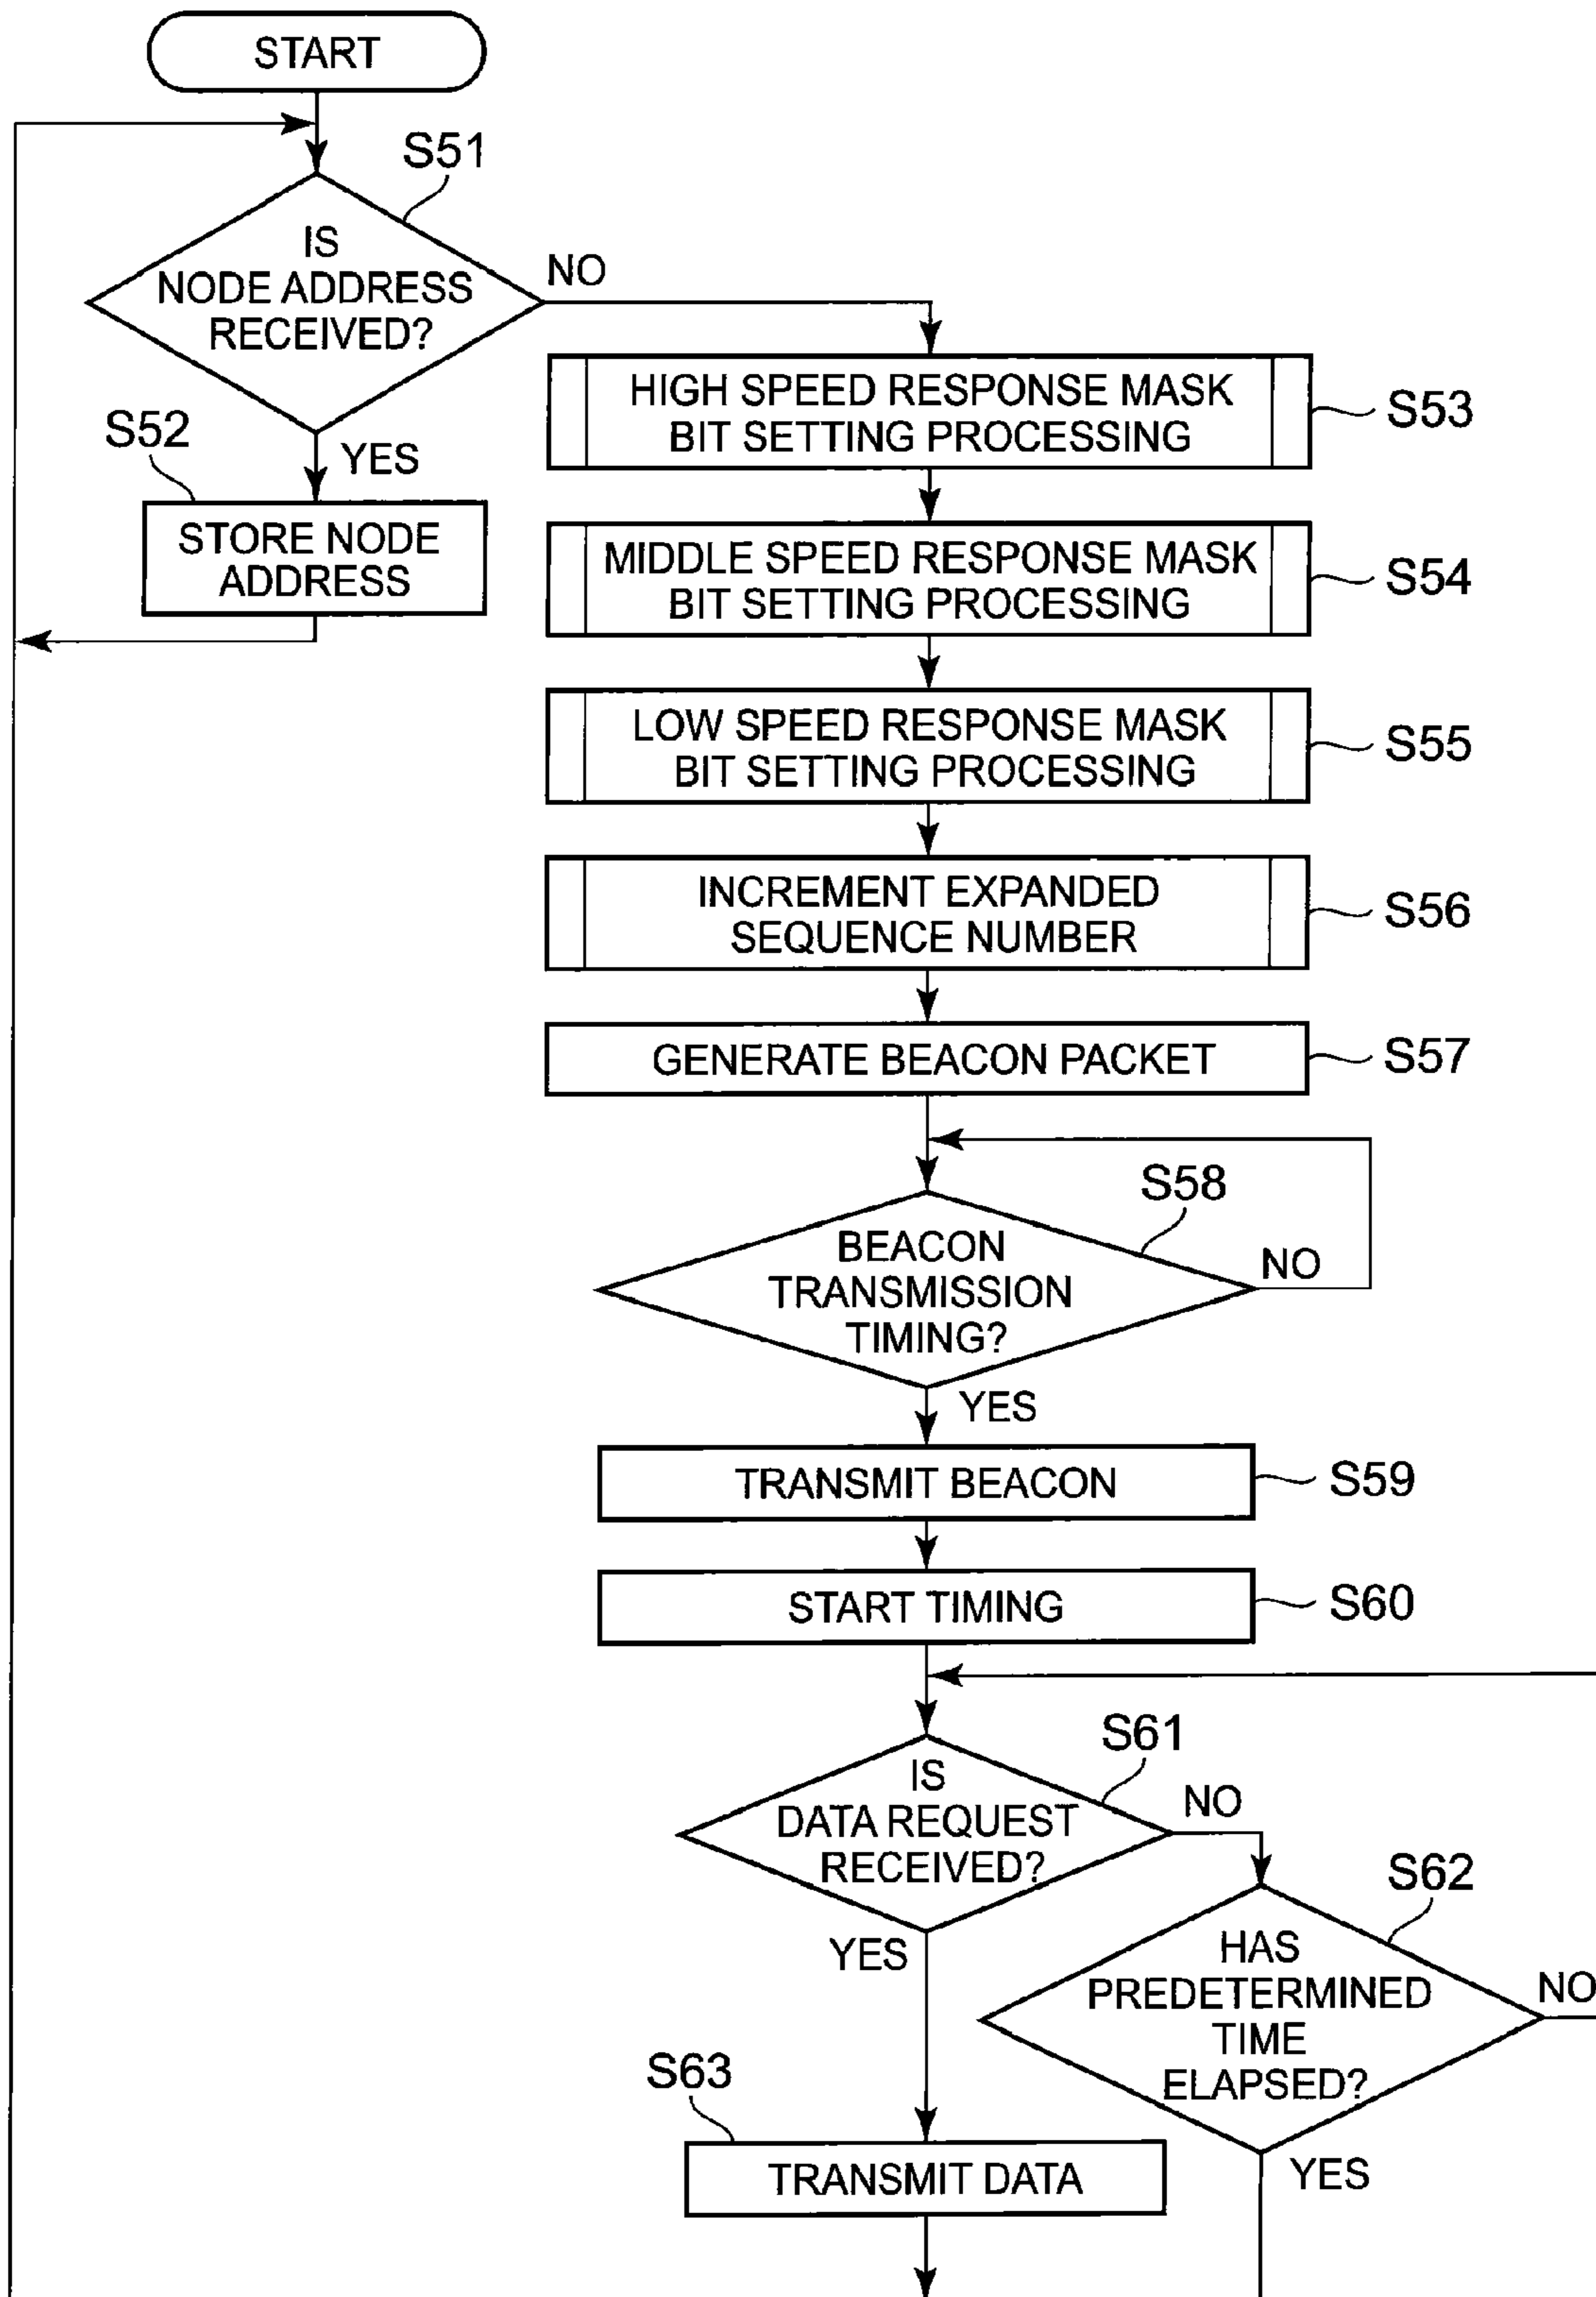 START
S51
IS
NODE ADDRESS
RECEIVED?
NO
S52
YES
STORE NODE
ADDRESS
HIGH SPEED RESPONSE MASK
BIT SETTING PROCESSING
S53
MIDDLE SPEED RESPONSE MASK
BIT SETTING PROCESSING
S54
LOW SPEED RESPONSE MASK
BIT SETTING PROCESSING
S55
INCREMENT EXPANDED
SEQUENCE NUMBER
S56
GENERATE BEACON PACKET
S57
S58
BEACON
TRANSMISSION
TIMING?
NO
YES
TRANSMIT BEACON
S59
START TIMING
S60
S61
IS
DATA REQUEST
RECEIVED?
NO
YES
S62
HAS
PREDETERMINED
TIME
ELAPSED?
NO
YES
S63
TRANSMIT DATA